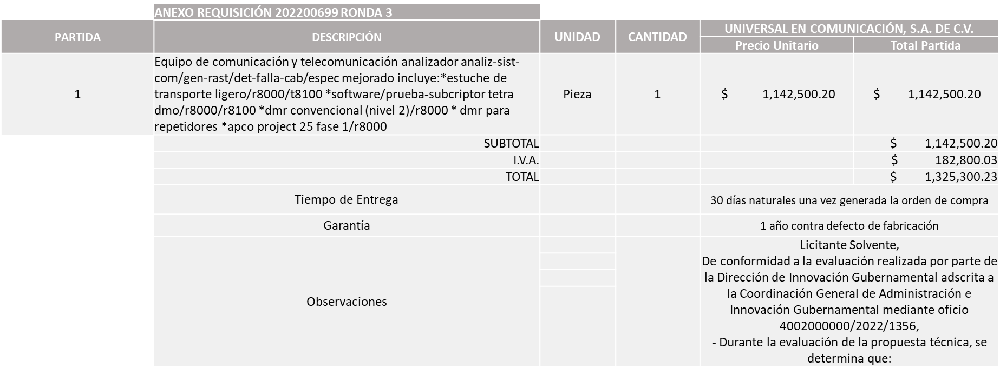 ANEXO REQUISICIÓN 202200699 RONDA 3
PARTIDA
DESCRIPCIÓN
UNIDAD
CANTIDAD
UNIVERSAL EN COMUNICACIÓN, S.A. DE C.V.
Precio Unitario
Total Partida
1
Equipo de comunicación y telecomunicación analizador analiz-sist-
com/gen-rast/det-falla-cab/espec mejorado incluye:*estuche de
transporte ligero/r8000/t8100 *software/prueba-subcriptor tetra
dmo/r8000/r8100 *dmr convencional (nivel 2)/r8000 * dmr para
repetidores *apco project 25 fase 1/r8000
Pieza
1
$ 1,142,500.20
$ 1,142,500.20
SUBTOTAL
$ 1,142,500.20
I.V.A.
$ 182,800.03
TOTAL
$ 1,325,300.23
Tiempo de Entrega
30 días naturales una vez generada la orden de compra
Garantía
1 año contra defecto de fabricación
Observaciones
Licitante Solvente,
De conformidad a la evaluación realizada por parte de
la Dirección de Innovación Gubernamental adscrita a
la Coordinación General de Administración e
Innovación Gubernamental mediante oficio
4002000000/2022/1356,
- Durante la evaluación de la propuesta técnica, se
determina que: